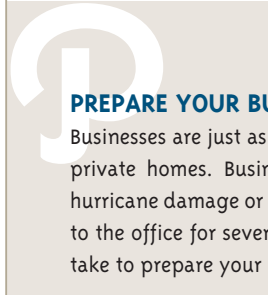 PREPARE YOUR BU
Businesses are just as
private homes. Busin
hurricane damage or
to the office for sever
take to prepare your